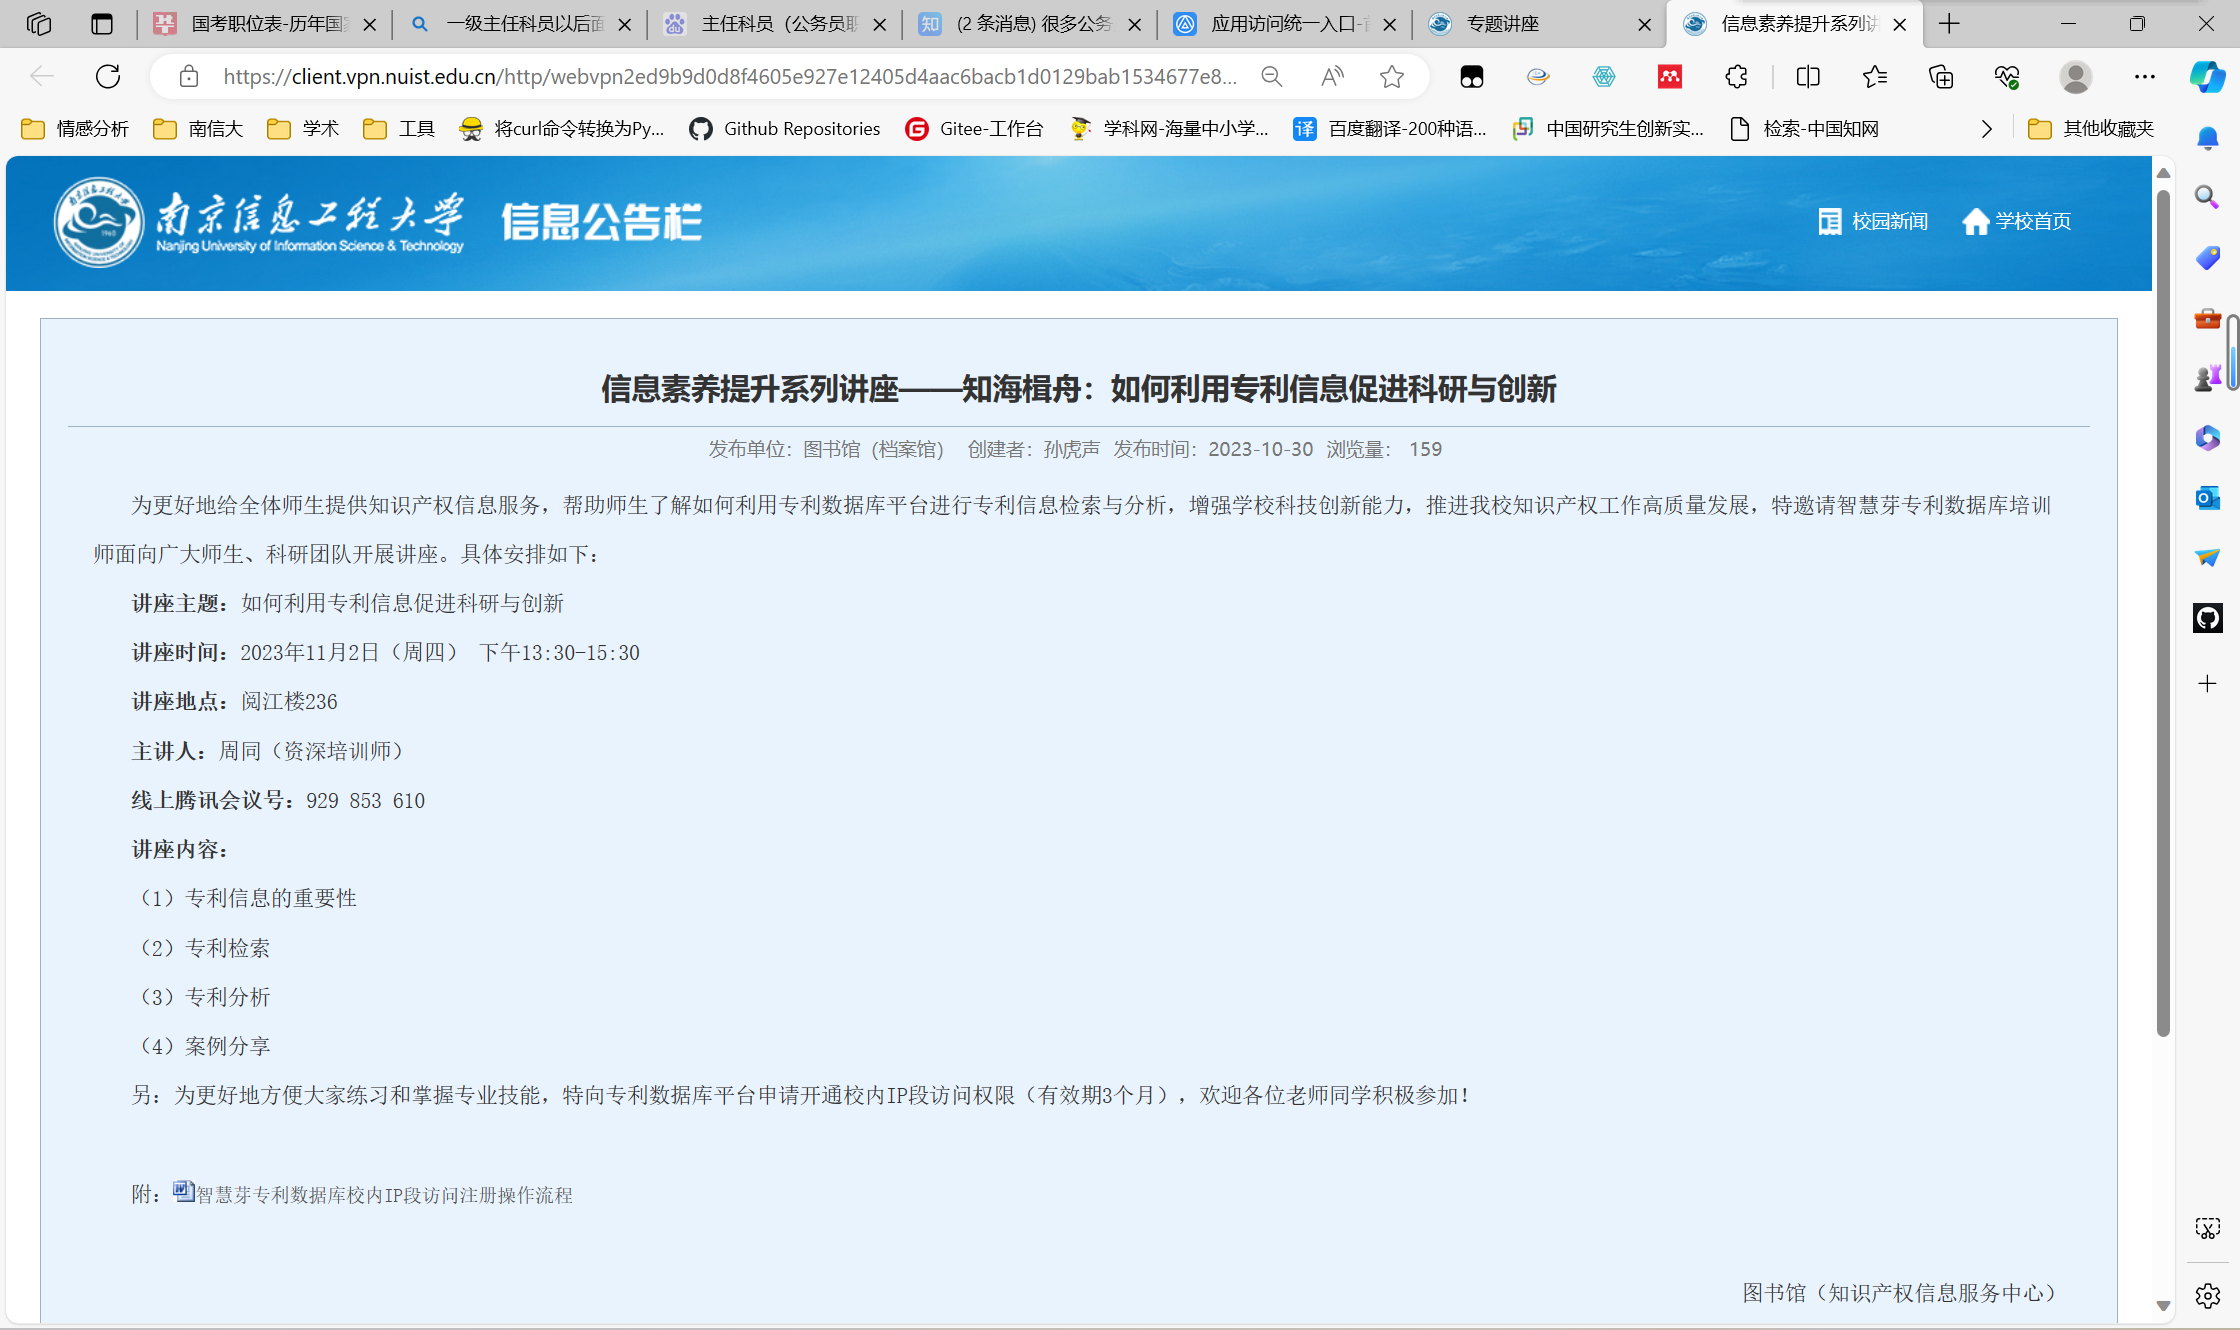 国考职位表-历年国
一级主任科员以后面
主任科员（公务员职
(2 条消息) 很多公务
应用访问统一入口-
专题讲座
信息素养提升系列讲
https://client.vpn.nuist.edu.cn/http/webvpn2ed9b9d0d8f4605e927e12405d4aac6bacb1d0129bab1534677e8...
情感分析
南信大
学术
工具
将curl命令转换为Py...
Github Repositories
Gitee-工作台
学科网-海量中小学...
百度翻译-200种语...
中国研究生创新实...
检索-中国知网
其他收藏夹
南京信息工程大学
Nanjing University of Information Science & Technology
信息公告栏
校园新闻
学校首页
信息素养提升系列讲座——知海楫舟：如何利用专利信息促进科研与创新
发布单位：图书馆（档案馆） 创建者：孙虎声 发布时间：2023-10-30 浏览量： 159
为更好地给全体师生提供知识产权信息服务，帮助师生了解如何利用专利数据库平台进行专利信息检索与分析，增强学校科技创新能力，推进我校知识产权工作高质量发展，特邀请智慧芽专利数据库培训
师面向广大师生、科研团队开展讲座。具体安排如下：
讲座主题：如何利用专利信息促进科研与创新
讲座时间：2023年11月2日（周四） 下午13:30-15:30
讲座地点：阅江楼236
主讲人：周同（资深培训师）
线上腾讯会议号：929 853 610
讲座内容：
（1）专利信息的重要性
（2）专利检索
（3）专利分析
（4）案例分享
另：为更好地方便大家练习和掌握专业技能，特向专利数据库平台申请开通校内IP段访问权限（有效期3个月），欢迎各位老师同学积极参加！
附：智慧芽专利数据库校内IP段访问注册操作流程
图书馆（知识产权信息服务中心）